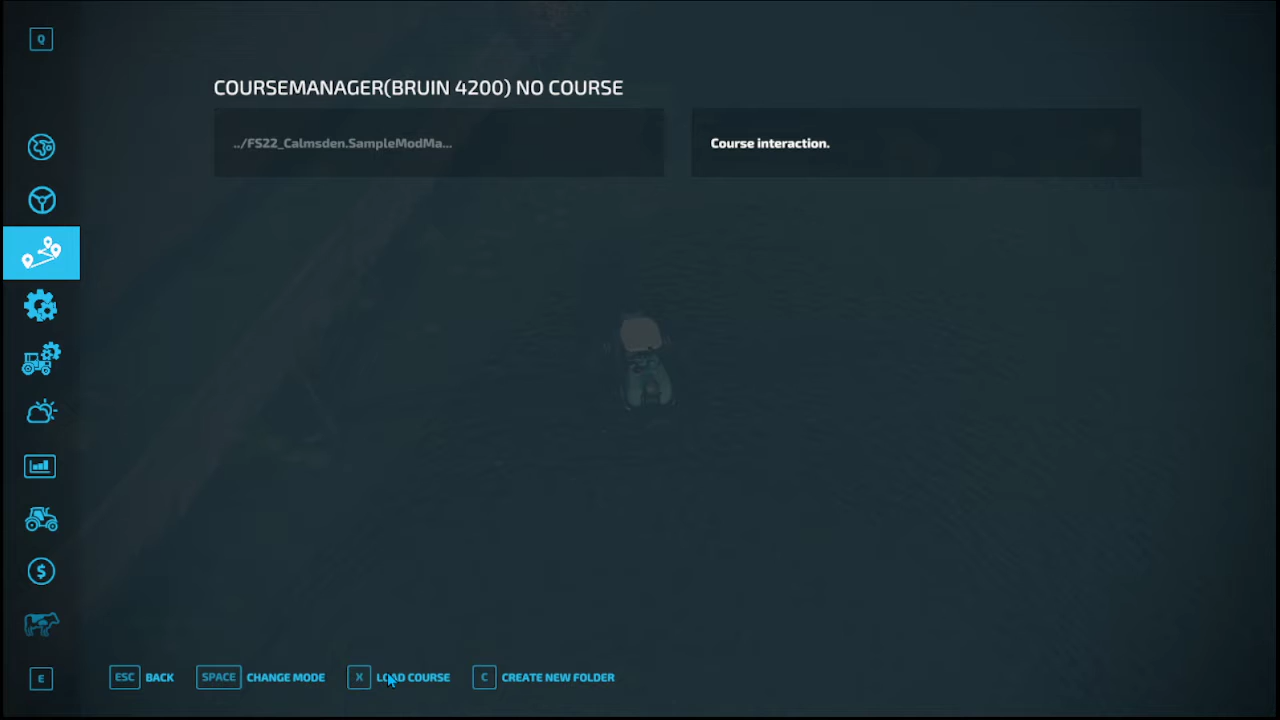 Q
COURSEMANAGER(BRUIN 4200) NO COURSE
../FS22_Calmsden.SampleModMa...
Course interaction.
$
E
ESC BACK SPACE CHANGE MODE X LOAD COURSE C CREATE NEW FOLDER